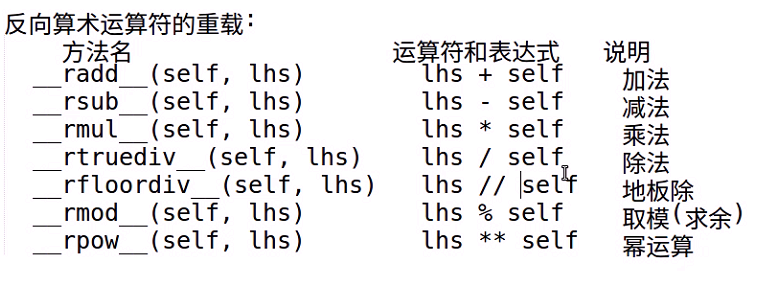 反向算术运算符的重载:
方法名 运算符和表达式 说明
__radd__(self, lhs) lhs + self 加法
__rsub__(self, lhs) lhs - self 减法
__rmul__(self, lhs) lhs * self 乘法
__rtruediv__(self, lhs) lhs / self 除法
__rfloordiv__(self, lhs) lhs // self 地板除
__rmod__(self, lhs) lhs % self 取模(求余)
__rpow__(self, lhs) lhs ** self 幂运算